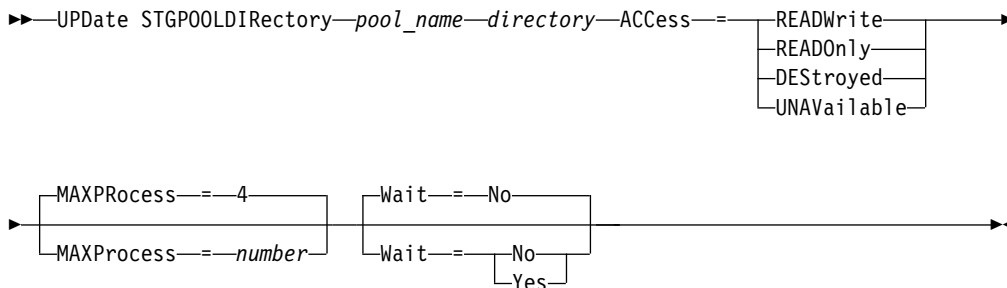 UPDate STGPOOLDIRectory pool_name directory ACCess = READWrite
READOnly
DEStroyed
UNAVailable
MAXPRocess = 4 Wait = No
MAXProcess = number Wait = No
Yes